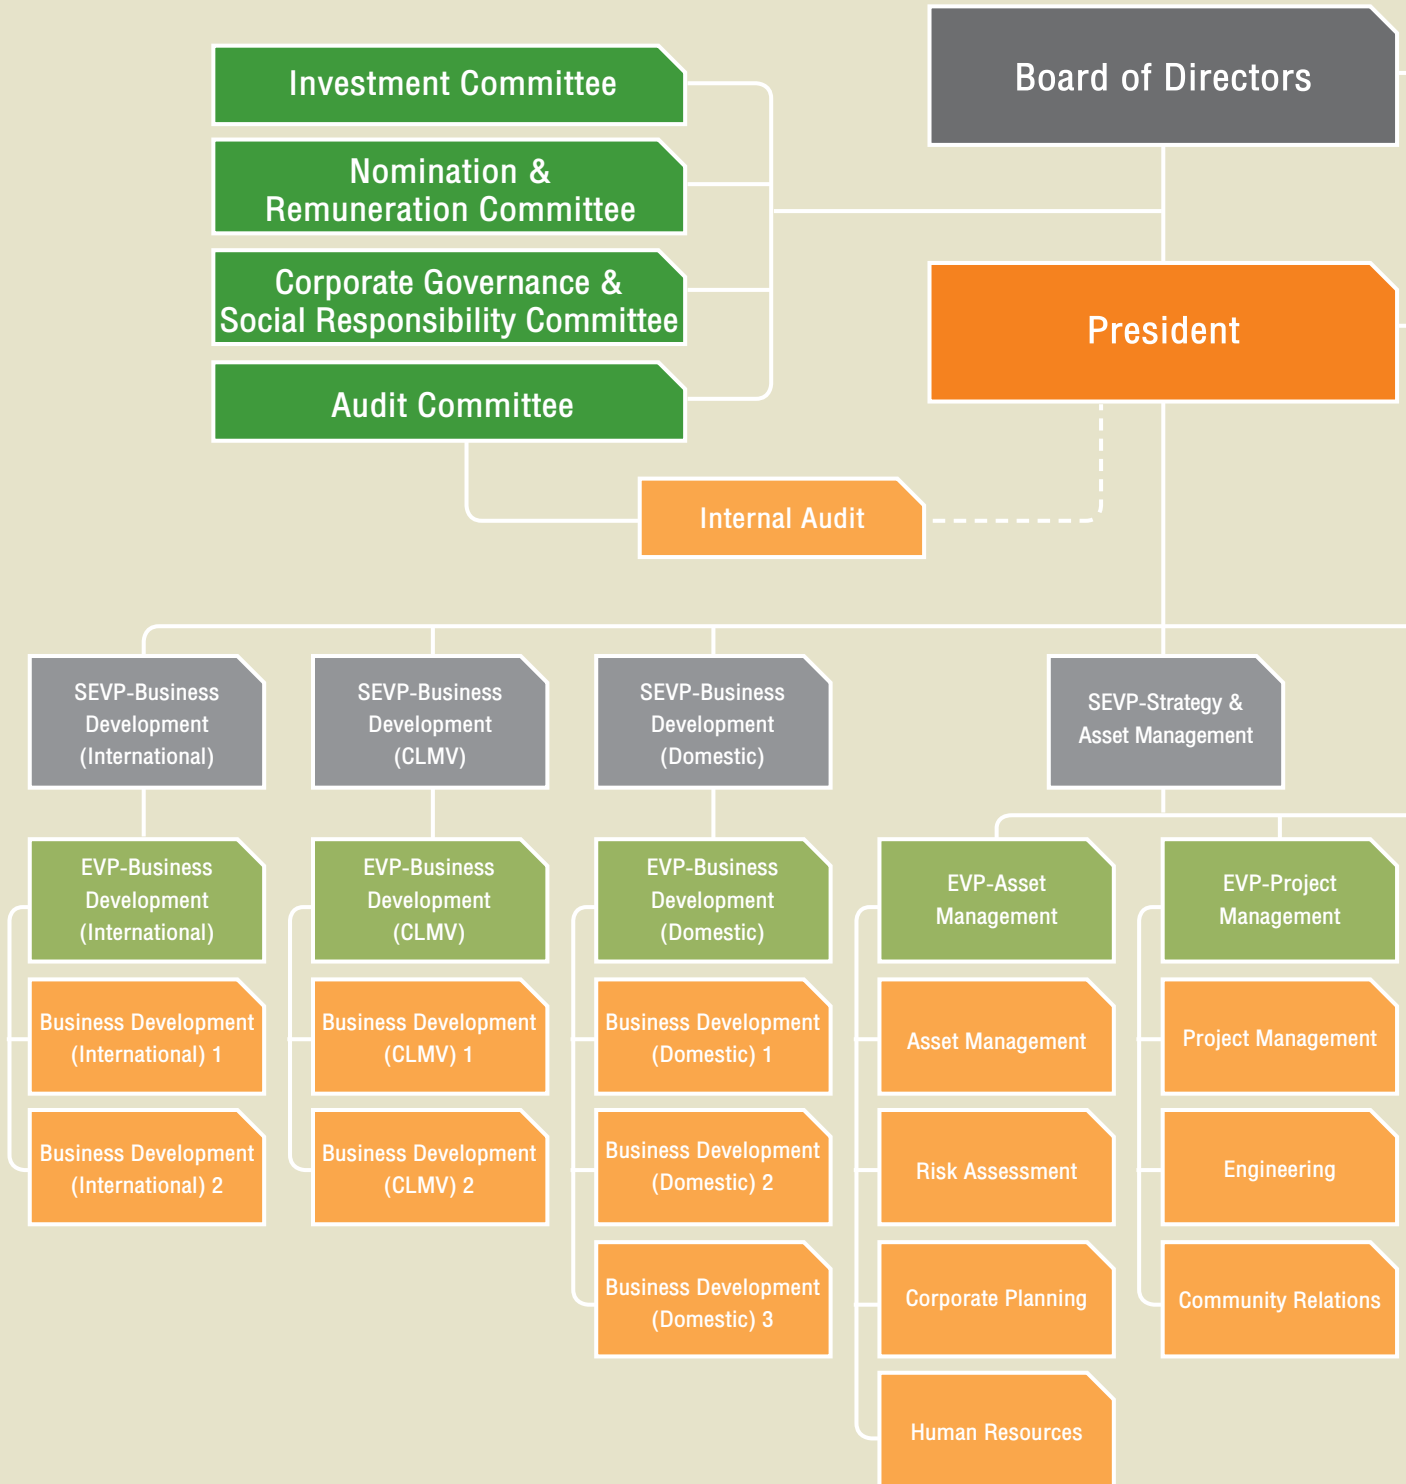 Board of Directors
Investment Committee
Nomination &
Remuneration Committee
Corporate Governance &
Social Responsibility Committee
Audit Committee
President
Internal Audit
SEVP-Business
Development
(International)
SEVP-Business
Development
(CLMV)
SEVP-Business
Development
(Domestic)
SEVP-Strategy &
Asset Management
EVP-Business
Development
(International)
EVP-Business
Development
(CLMV)
EVP-Business
Development
(Domestic)
EVP-Asset
Management
EVP-Project
Management
Business Development
(International) 1
Business Development
(CLMV) 1
Business Development
(Domestic) 1
Asset Management
Project Management
Business Development
(International) 2
Business Development
(CLMV) 2
Business Development
(Domestic) 2
Risk Assessment
Engineering
Business Development
(Domestic) 3
Corporate Planning
Community Relations
Human Resources